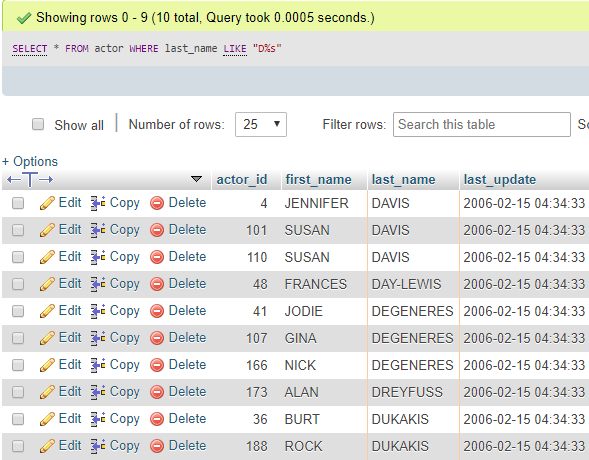 Showing rows 0 - 9 (10 total, Query took 0.0005 seconds.)
SELECT * FROM actor WHERE last_name LIKE "D%s"
Show all Number of rows: 25 Filter rows: Search this table So
+ Options
actor_id first_name last_name last_update
Edit Copy Delete 4 JENNIFER DAVIS 2006-02-15 04:34:33
Edit Copy Delete 101 SUSAN DAVIS 2006-02-15 04:34:33
Edit Copy Delete 110 SUSAN DAVIS 2006-02-15 04:34:33
Edit Copy Delete 48 FRANCES DAY-LEWIS 2006-02-15 04:34:33
Edit Copy Delete 41 JODIE DEGENERES 2006-02-15 04:34:33
Edit Copy Delete 107 GINA DEGENERES 2006-02-15 04:34:33
Edit Copy Delete 166 NICK DEGENERES 2006-02-15 04:34:33
Edit Copy Delete 173 ALAN DREYFUSS 2006-02-15 04:34:33
Edit Copy Delete 36 BURT DUKAKIS 2006-02-15 04:34:33
Edit Copy Delete 188 ROCK DUKAKIS 2006-02-15 04:34:33